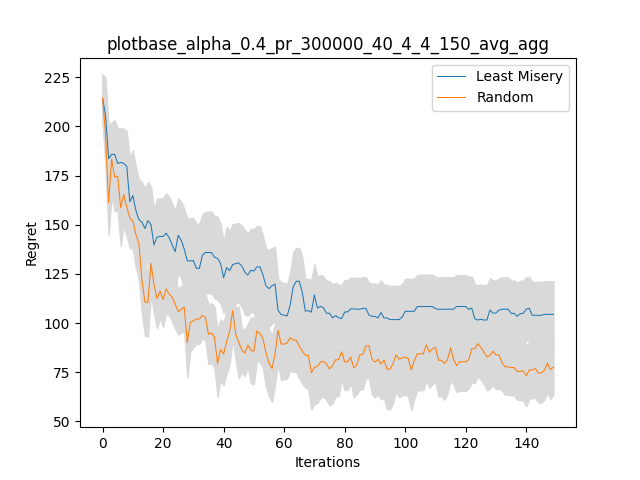 plotbase_alpha_0.4_pr_300000_40_4_4_150_avg_agg
Least Misery
Random
225
200
175
150
125
100
75
50
Regret
0 20 40 60 80 100 120 140
Iterations